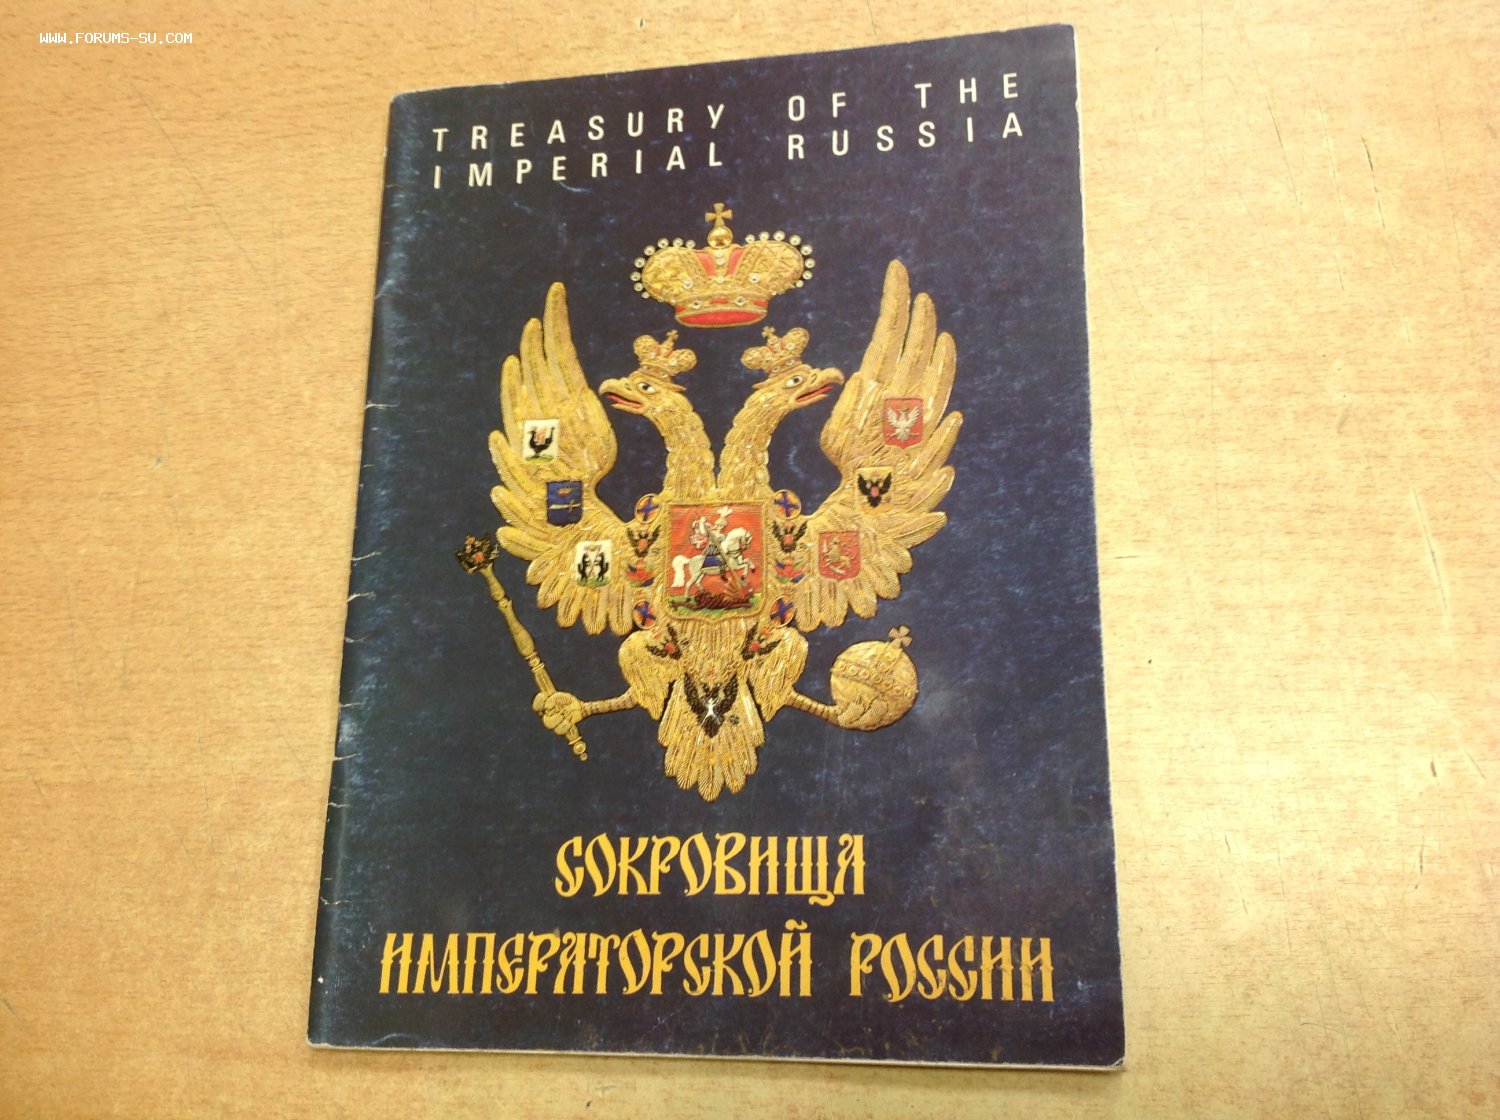 WWW.FORUMS-SU.COM
TREASURY OF THE
IMPERIAL RUSSIA
СОКРОВИЩА
ИМПЕРАТОРСКОЙ РОССИИ